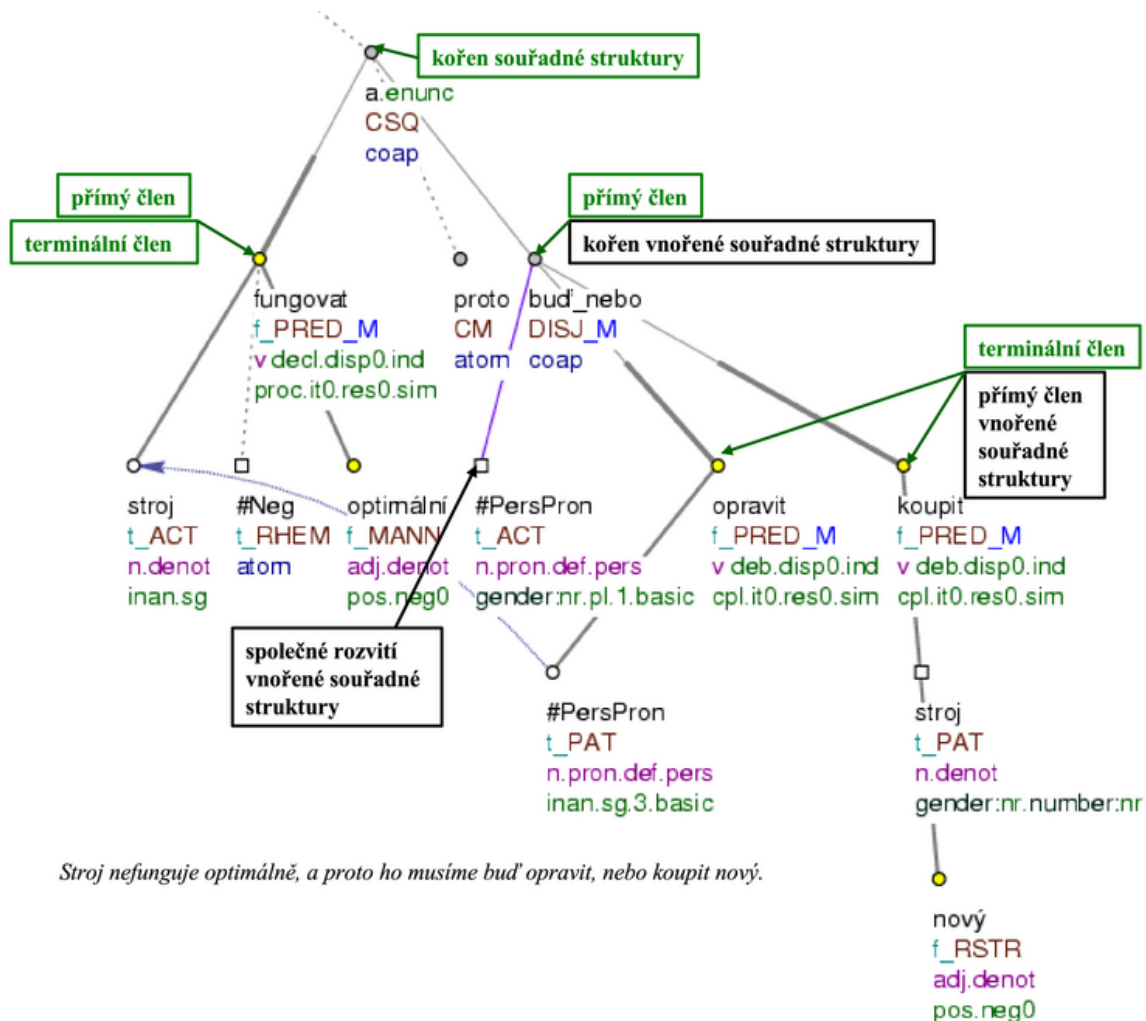 kořen souřadné struktury
a.enunc
CSQ
coap
přímý člen
terminální člen
přímý člen
kořen vnořené souřadné struktury
fungovat
f_PRED_M
v decl.disp0.ind
proc.it0.res0.sim
proto
CM
atom
buď_nebo
DISJ_M
coap
terminální člen
přímý člen
vnořené
souřadné
struktury
stroj
t_ACT
n.denot
inan.sg
#Neg
t_RHEM
atom
optimální
f_MANN
adj.denot
pos.neg0
#PersPron
t_ACT
n.pron.def.pers
gender:nr.pl.1.basic
opravit
f_PRED_M
v deb.disp0.ind
cpl.it0.res0.sim
koupit
f_PRED_M
v deb.disp0.ind
cpl.it0.res0.sim
společné rozvití
vnořené souřadné
struktury
#PersPron
t_PAT
n.pron.def.pers
inan.sg.3.basic
stroj
t_PAT
n.denot
gender:nr.number:nr
Stroj nefunguje optimálně, a proto ho musíme buď opravit, nebo koupit nový.
nový
f_RSTR
adj.denot
pos.neg0